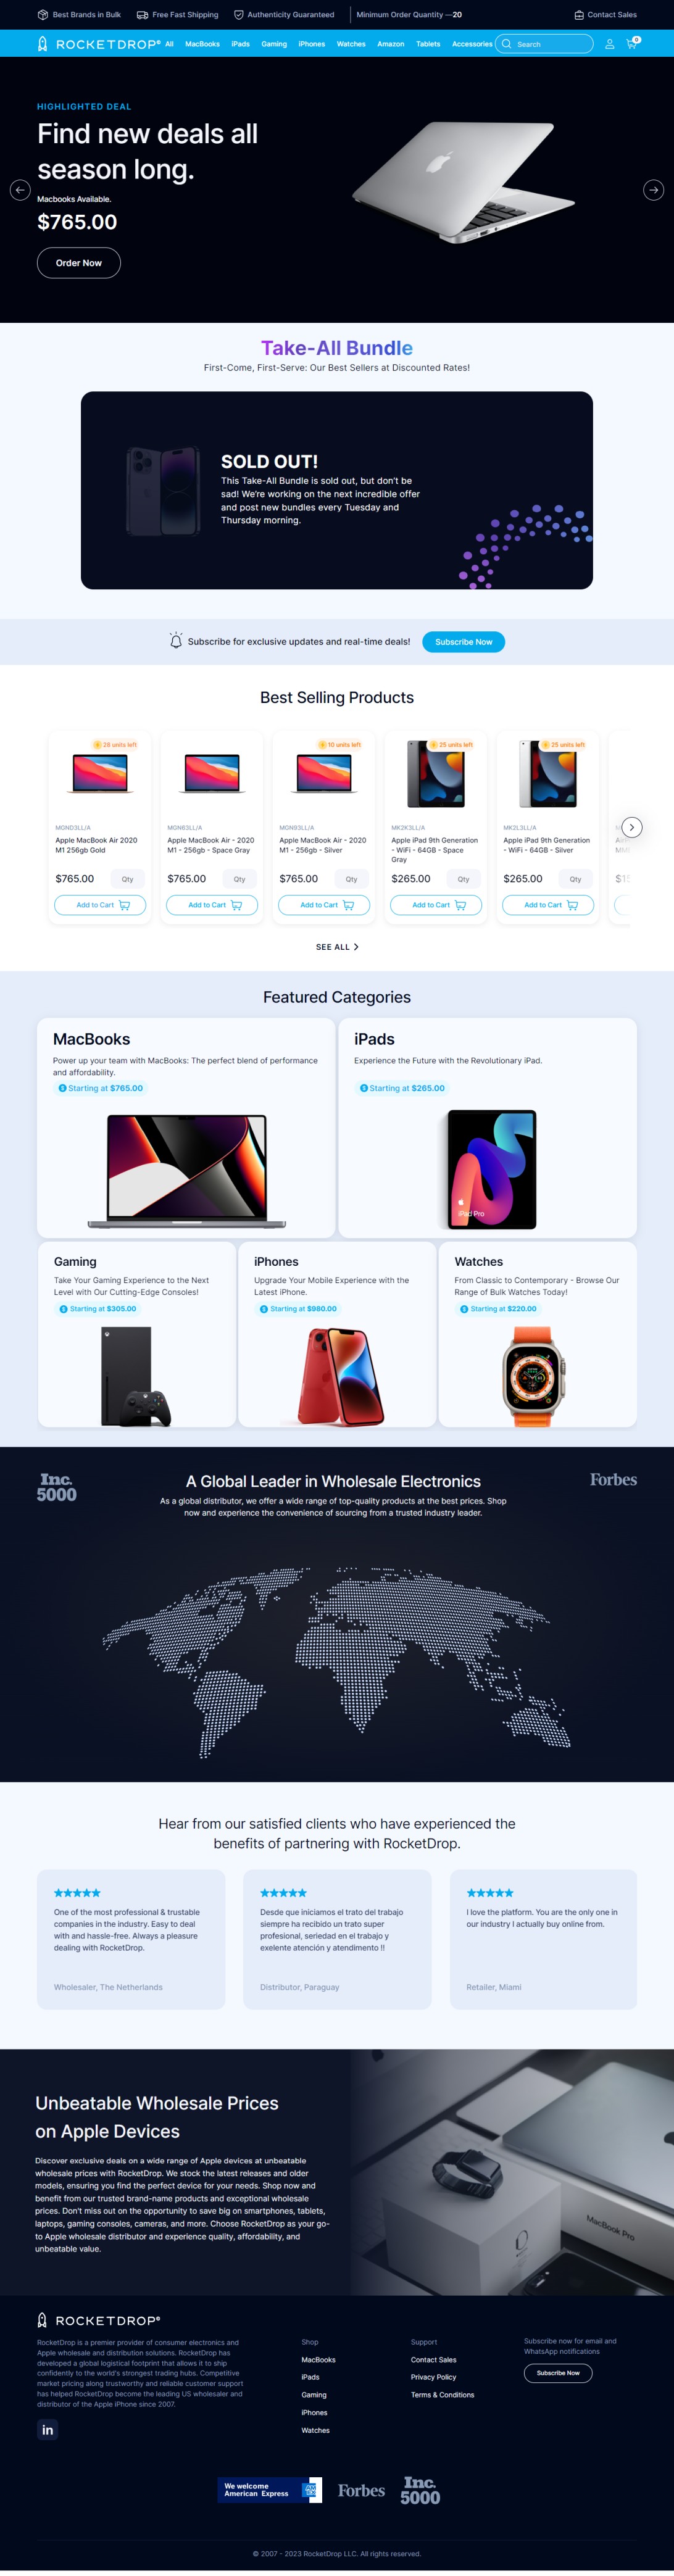 Best Brands in Bulk
Free Fast Shipping
Authenticity Guaranteed
Minimum Order Quantity —20
Contact Sales
ROCKETDROP®
All MacBooks iPads Gaming iPhones Watches Amazon Tablets Accessories
Search
0
HIGHLIGHTED DEAL
Find new deals all
season long.
Macbooks Available.
$765.00
Order Now
Take-All Bundle
First-Come, First-Serve: Our Best Sellers at Discounted Rates!
SOLD OUT!
This Take-All Bundle is sold out, but don't be
sad! We're working on the next incredible offer
and post new bundles every Tuesday and
Thursday morning.
Subscribe for exclusive updates and real-time deals!
Subscribe Now
Best Selling Products
28 units left
MGND3LL/A
Apple MacBook Air 2020
M1 256gb Gold
$765.00
Qty
Add to Cart
MGN63LL/A
Apple MacBook Air - 2020
M1 - 256gb - Space Gray
$765.00
Qty
Add to Cart
10 units left
MGN93LL/A
Apple MacBook Air - 2020
M1 - 256gb - Silver
$765.00
Qty
Add to Cart
25 units left
MK2K3LL/A
Apple iPad 9th Generation
- WiFi - 64GB - Space
Gray
$265.00
Qty
Add to Cart
25 units left
MK2L3LL/A
Apple iPad 9th Generation
- WiFi - 64GB - Silver
$265.00
Qty
Add to Cart
SEE ALL
Featured Categories
MacBooks
Power up your team with MacBooks: The perfect blend of performance
and affordability.
Starting at $765.00
iPads
Experience the Future with the Revolutionary iPad.
Starting at $265.00
iPad Pro
Gaming
Take Your Gaming Experience to the Next
Level with Our Cutting-Edge Consoles!
Starting at $305.00
iPhones
Upgrade Your Mobile Experience with the
Latest iPhone.
Starting at $980.00
Watches
From Classic to Contemporary - Browse Our
Range of Bulk Watches Today!
Starting at $220.00
Inc.
5000
A Global Leader in Wholesale Electronics
As a global distributor, we offer a wide range of top-quality products at the best prices. Shop
now and experience the convenience of sourcing from a trusted industry leader.
Forbes
Hear from our satisfied clients who have experienced the
benefits of partnering with RocketDrop.
One of the most professional & trustable
companies in the industry. Easy to deal
with and hassle-free. Always a pleasure
dealing with RocketDrop.
Wholesaler, The Netherlands
Desde que iniciamos el trato del trabajo
siempre ha recibido un trato super
profesional, seriedad en el trabajo y
exelente atención y atendimento !!
Distributor, Paraguay
I love the platform. You are the only one in
our industry I actually buy online from.
Retailer, Miami
Unbeatable Wholesale Prices
on Apple Devices
Discover exclusive deals on a wide range of Apple devices at unbeatable
wholesale prices with RocketDrop. We stock the latest releases and older
models, ensuring you find the perfect device for your needs. Shop now and
benefit from our trusted brand-name products and exceptional wholesale
prices. Don't miss out on the opportunity to save big on smartphones, tablets,
laptops, gaming consoles, cameras, and more. Choose RocketDrop as your go-
to Apple wholesale distributor and experience quality, affordability, and
unbeatable value.
MacBook Pro
ROCKETDROP®
RocketDrop is a premier provider of consumer electronics and
Apple wholesale and distribution solutions. RocketDrop has
developed a global logistical footprint that allows it to ship
confidently to the world's strongest trading hubs. Competitive
market pricing along trustworthy and reliable customer support
has helped RocketDrop become the leading US wholesaler and
distributor of the Apple iPhone since 2007.
in
Shop
MacBooks
iPads
Gaming
iPhones
Watches
Support
Contact Sales
Privacy Policy
Terms & Conditions
Subscribe now for email and
WhatsApp notifications
Subscribe Now
We welcome
American Express
AM
EX
Forbes
Inc.
5000
© 2007 - 2023 RocketDrop LLC. All rights reserved.